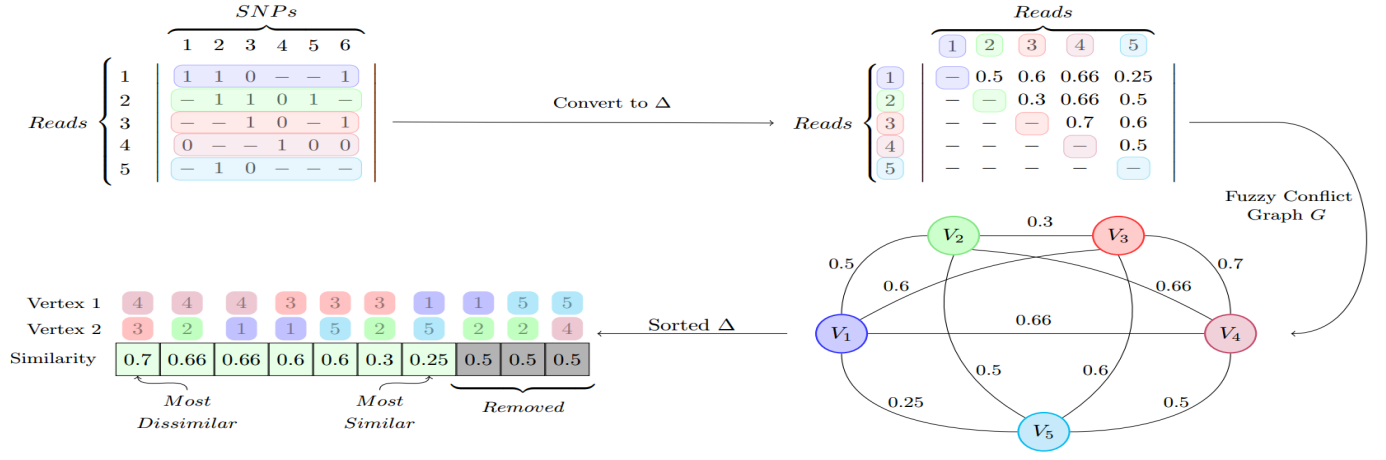 SNPs
1 2 3 4 5 6
Reads
1 1 1 0 − − 1
2 − 1 1 0 1 −
3 − − 1 0 − 1
4 0 − − 1 0 0
5 − 1 0 − − −
Convert to Δ
Reads
1 2 3 4 5
Reads
1 − 0.5 0.6 0.66 0.25
2 − − 0.3 0.66 0.5
3 − − − 0.7 0.6
4 − − − − 0.5
5 − − − − −
Fuzzy Conflict
Graph G
V2 0.3 V3
0.5 0.6 0.66 0.7
V1 0.66 V4
0.5 0.6
0.25 0.5
V5
Sorted Δ
Vertex 1 4 4 4 3 3 3 1 1 5 5
Vertex 2 3 2 1 1 5 2 5 2 2 4
Similarity 0.7 0.66 0.66 0.6 0.6 0.3 0.25 0.5 0.5 0.5
Most
Dissimilar
Most
Similar
Removed